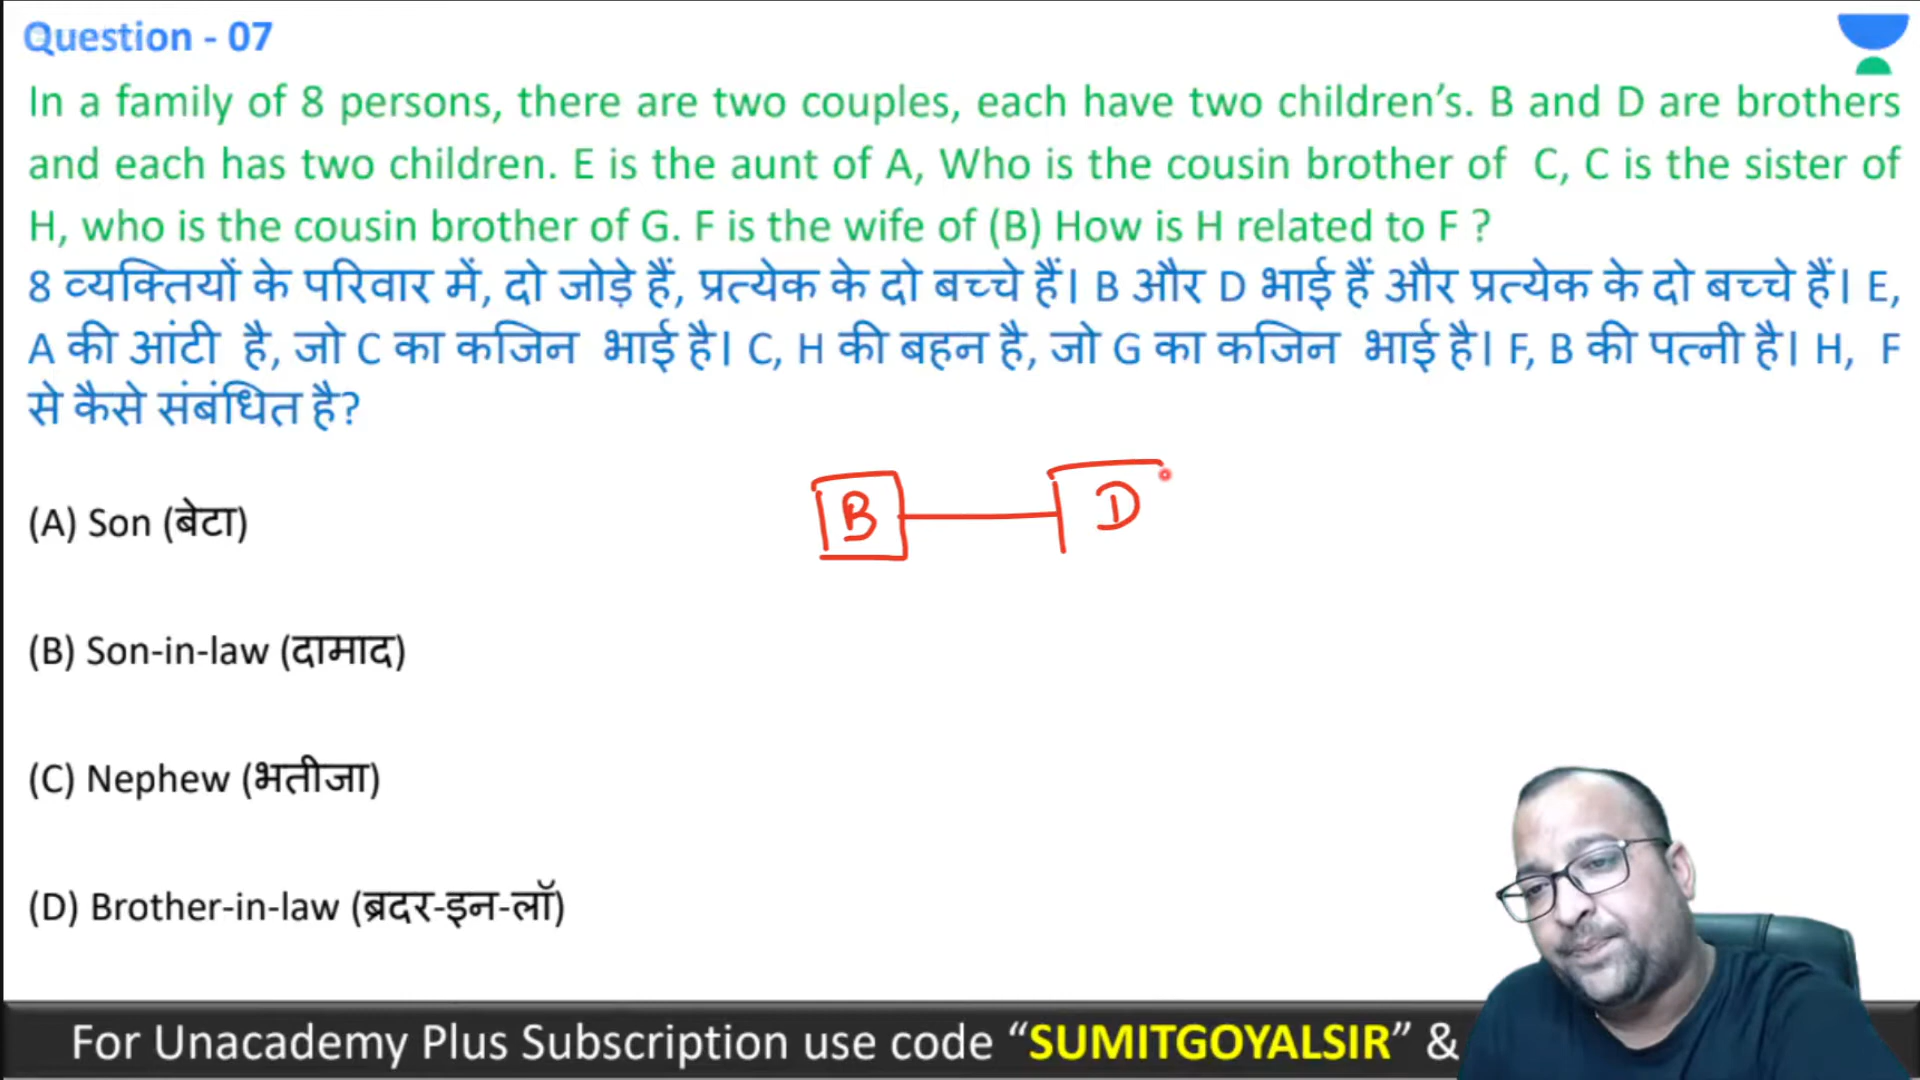 Question - 07
In a family of 8 persons, there are two couples, each have two children’s. B and D are brothers
and each has two children. E is the aunt of A, Who is the cousin brother of C, C is the sister of
H, who is the cousin brother of G. F is the wife of (B) How is H related to F ?
8 व्यक्तियों के परिवार में, दो जोड़े हैं, प्रत्येक के दो बच्चे हैं। B और D भाई हैं और प्रत्येक के दो बच्चे हैं। E,
A की आंटी है, जो C का कजिन भाई है। C, H की बहन है, जो G का कजिन भाई है। F, B की पत्नी है। H, F
से कैसे संबंधित है?
B D
(A) Son (बेटा)
(B) Son-in-law (दामाद)
(C) Nephew (भतीजा)
(D) Brother-in-law (ब्रदर-इन-लॉ)
For Unacademy Plus Subscription use code “SUMITGOYALSIR” &